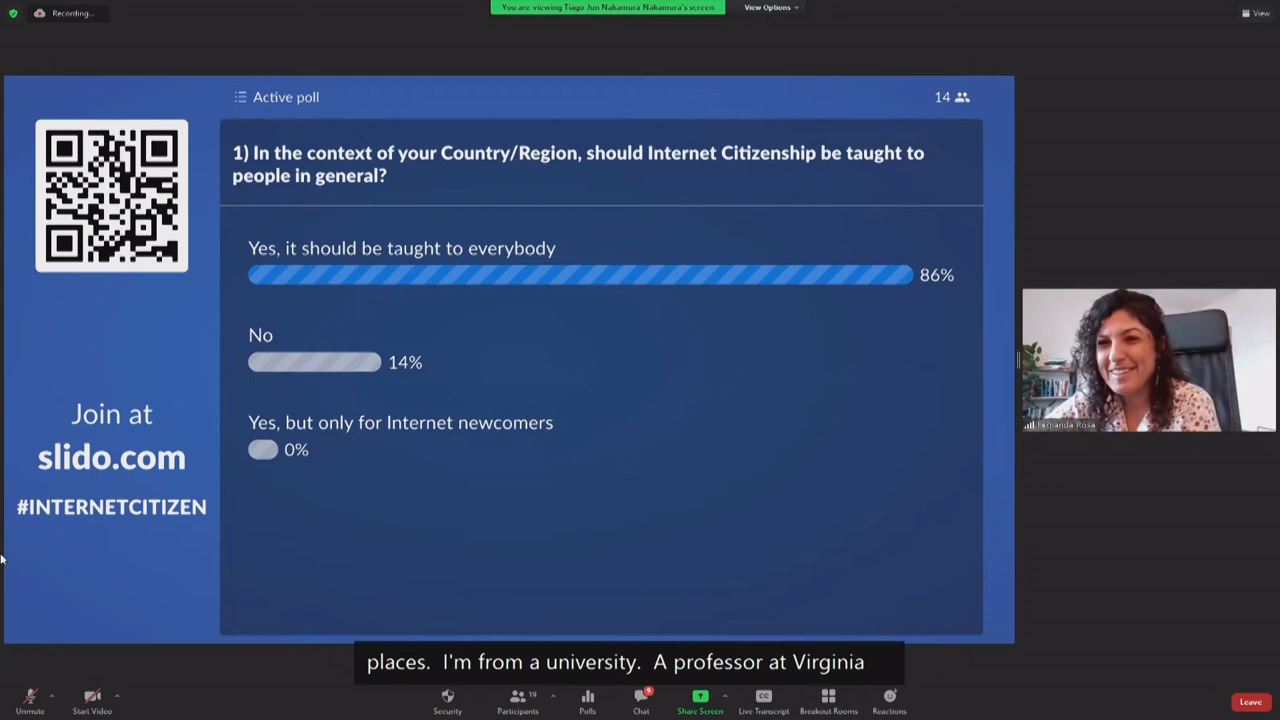 Recording...
You are viewing Tiago Jun Nakamura Nakamura's screen
View Options
View
Active poll
14
1) In the context of your Country/Region, should Internet Citizenship be taught to
people in general?
Yes, it should be taught to everybody
86%
No
14%
Yes, but only for Internet newcomers
0%
Join at
slido.com
#INTERNETCITIZEN
Fernanda Rosa
places.  I'm from a university.  A professor at Virginia
Unmute
Start Video
Security
Participants
19
Polls
Chat
9
Share Screen
CC
Live Transcript
Breakout Rooms
Reactions
Leave